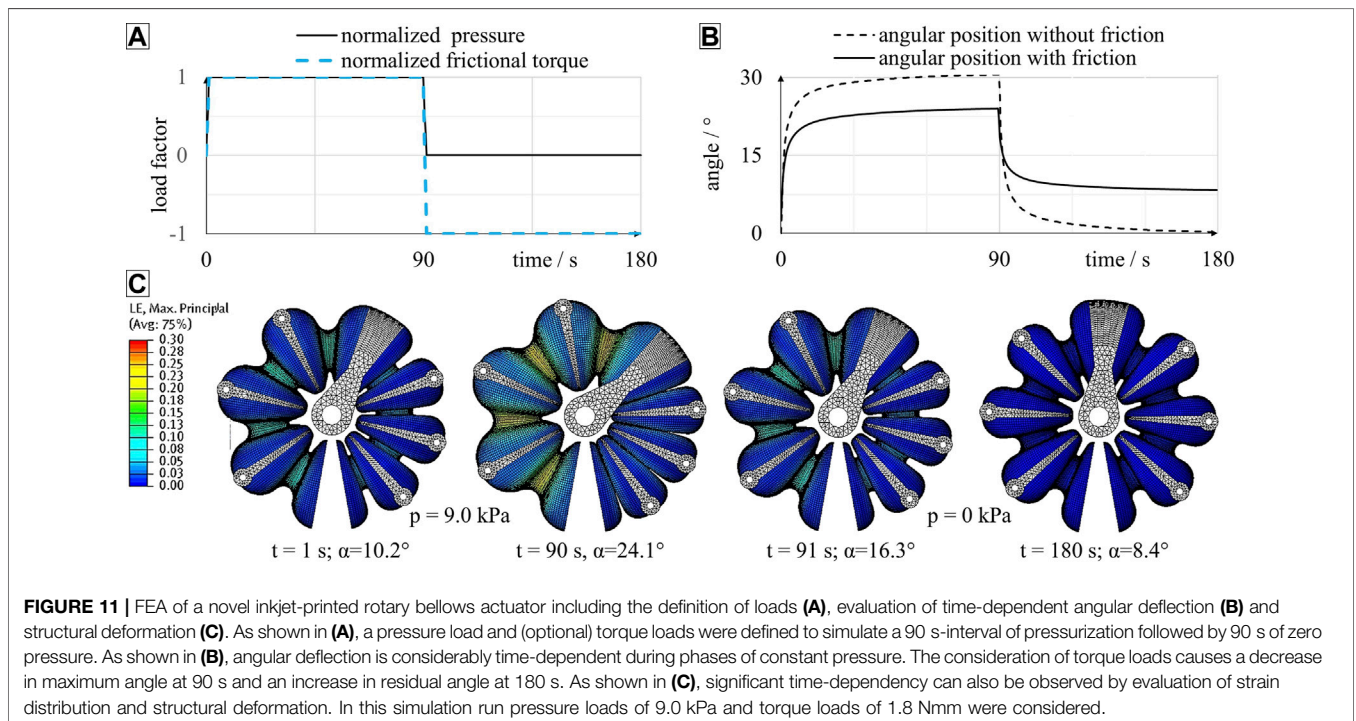 A
normalized pressure
normalized frictional torque
1
0
-1
load factor
0
90
time / s
180
B
angular position without friction
angular position with friction
30
15
0
angle / °
0
90
time / s
180
C
LE, Max. Principal
(Avg: 75%)
0.30
0.28
0.25
0.23
0.20
0.18
0.15
0.13
0.10
0.08
0.05
0.03
0.00
p = 9.0 kPa
p = 0 kPa
t = 1 s; α=10.2°
t = 90 s, α=24.1°
t = 91 s; α=16.3°
t = 180 s; α=8.4°
FIGURE 11 | FEA of a novel inkjet-printed rotary bellows actuator including the definition of loads (A), evaluation of time-dependent angular deflection (B) and
structural deformation (C). As shown in (A), a pressure load and (optional) torque loads were defined to simulate a 90 s-interval of pressurization followed by 90 s of zero
pressure. As shown in (B), angular deflection is considerably time-dependent during phases of constant pressure. The consideration of torque loads causes a decrease
in maximum angle at 90 s and an increase in residual angle at 180 s. As shown in (C), significant time-dependency can also be observed by evaluation of strain
distribution and structural deformation. In this simulation run pressure loads of 9.0 kPa and torque loads of 1.8 Nmm were considered.